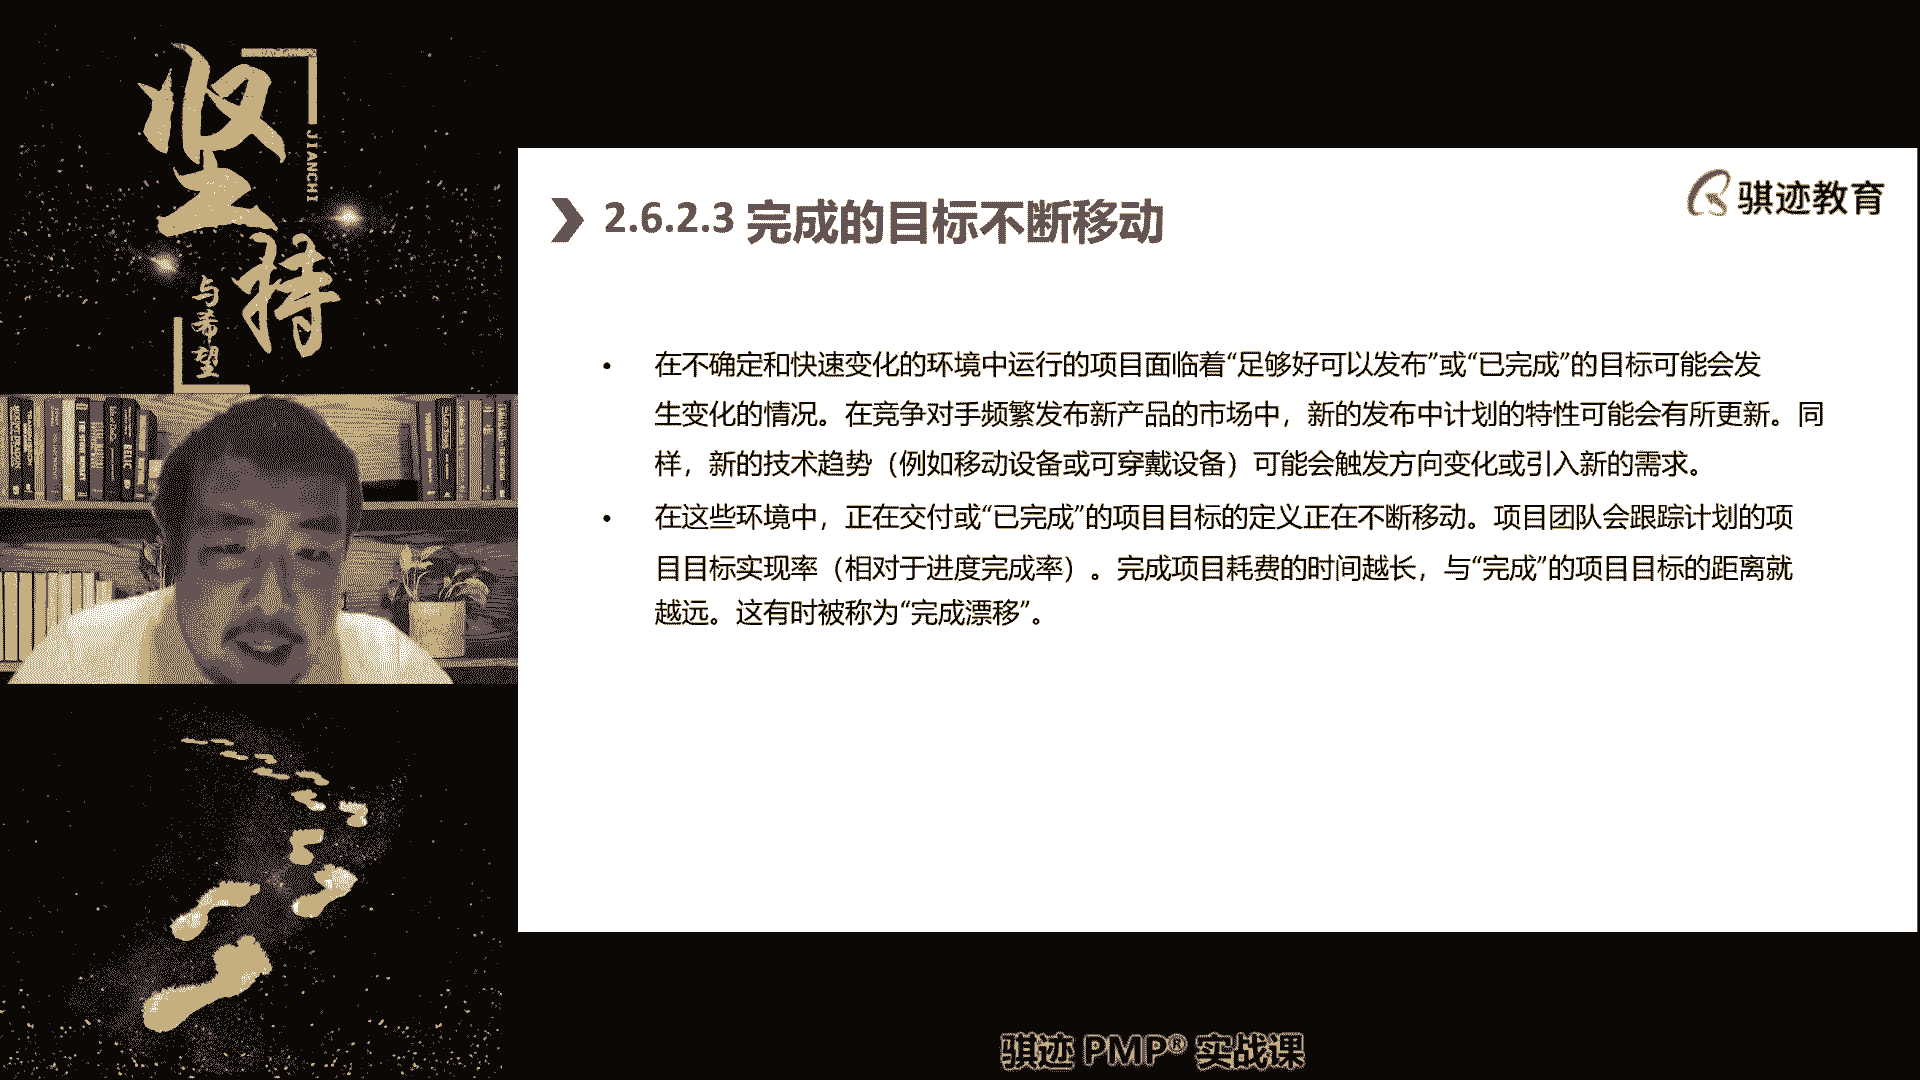 坚持
JIANCHI
与希望
骐迹教育
2.6.2.3 完成的目标不断移动
• 在不确定和快速变化的环境中运行的项目面临着“足够好可以发布”或“已完成”的目标可能会发
生变化的情况。在竞争对手频繁发布新产品的市场中，新的发布中计划的特性可能会有所更新。同
样，新的技术趋势（例如移动设备或可穿戴设备）可能会触发方向变化或引入新的需求。
• 在这些环境中，正在交付或“已完成”的项目目标的定义正在不断移动。项目团队会跟踪计划的项
目目标实现率（相对于进度完成率）。完成项目耗费的时间越长，与“完成”的项目目标的距离就
越远。这有时被称为“完成漂移”。
骐迹 PMP® 实战课